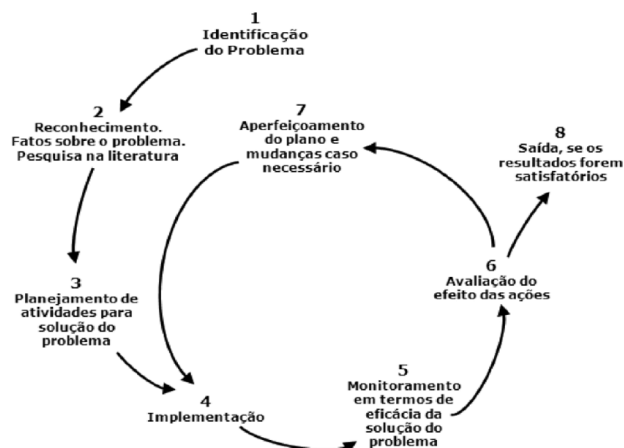 1
Identificação
do Problema
2
Reconhecimento.
Fatos sobre o problema.
Pesquisa na literatura
3
Planejamento de
atividades para
solução do
problema
4
Implementação
5
Monitoramento
em termos de
eficácia da
solução do
problema
6
Avaliação do
efeito das ações
7
Aperfeiçoamento
do plano e
mudanças caso
necessário
8
Saída, se os
resultados forem
satisfatórios